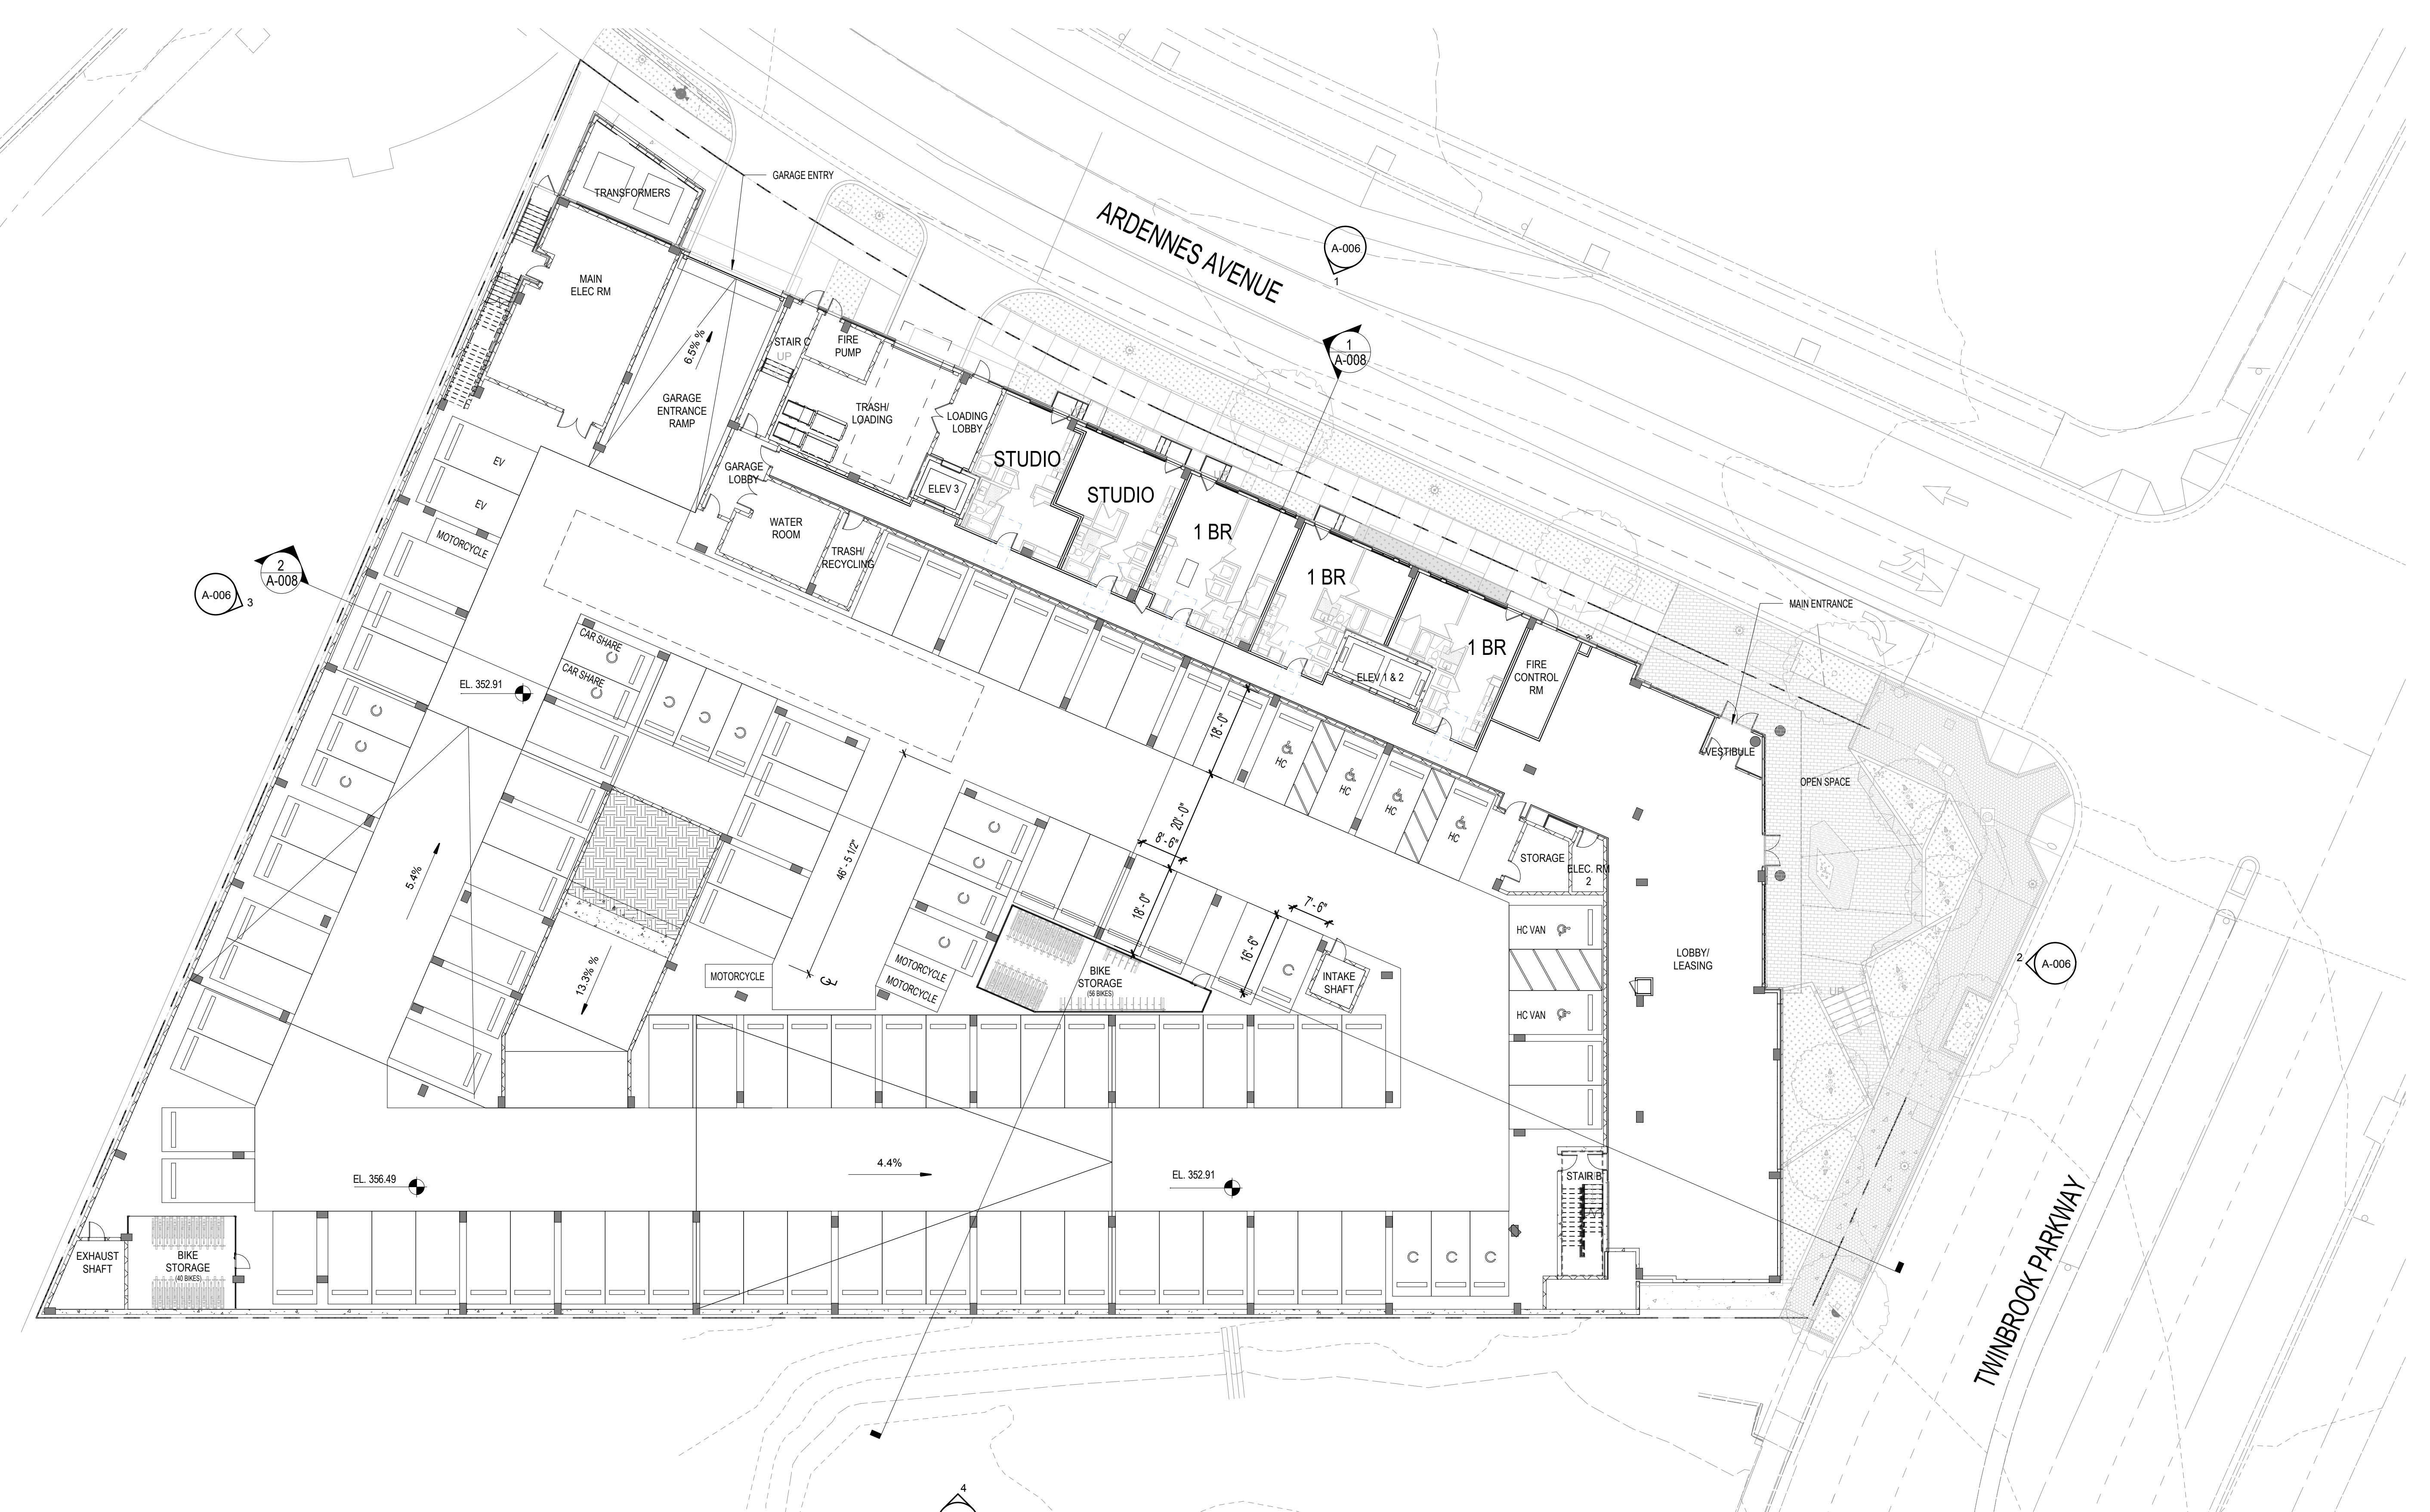 GARAGE ENTRY
TRANSFORMERS
ARDENNES AVENUE
A-006
1
MAIN
ELEC RM
6.5% %
STAIR C
UP
FIRE
PUMP
1
A-008
GARAGE
ENTRANCE
RAMP
TRASH/
LOADING
LOADING
LOBBY
STUDIO
EV
EV
GARAGE
LOBBY
ELEV 3
STUDIO
UP
MOTORCYCLE
WATER
ROOM
TRASH/
RECYCLING
1 BR
2
A-008
A-006
3
1 BR
MAIN ENTRANCE
CAR SHARE
CAR SHARE
C
C
1 BR
FIRE
CONTROL
RM
ELEV 1 & 2
EL. 352.91
C
C
C
C
C
C
18'- 0"
HC
HC
HC
HC
VESTIBULE
OPEN SPACE
20'- 0"
8'- 6"
46'- 5 1/2"
C
C
C
C
5.4%
STORAGE
ELEC. RM
2
18'- 0"
7'- 6"
16'- 6"
HC VAN
LOBBY/
LEASING
2
A-006
MOTORCYCLE
MOTORCYCLE
MOTORCYCLE
CL
BIKE
STORAGE
(56 BIKES)
C
INTAKE
SHAFT
13.3% %
UP
HC VAN
4.4%
EL. 356.49
EL. 352.91
STAIR B
UP
EXHAUST
SHAFT
BIKE
STORAGE
(40 BIKES)
C
C
C
TWINBROOK PARKWAY
4